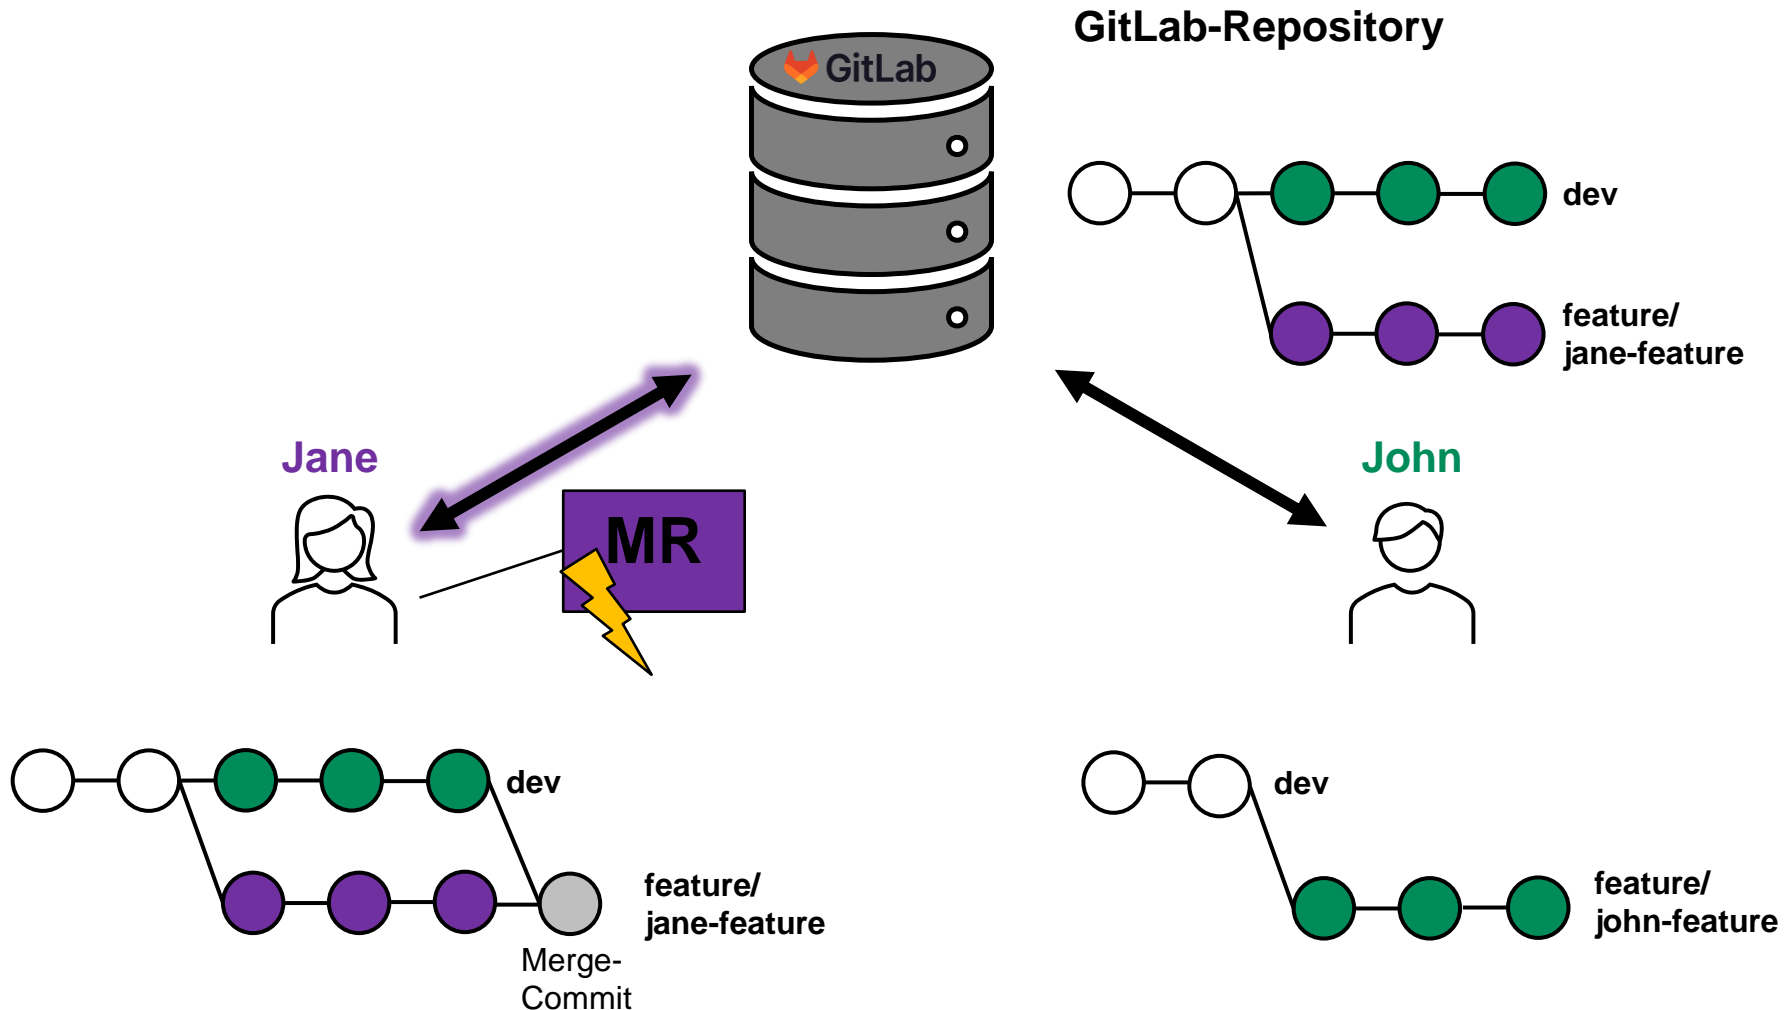 GitLab-Repository
GitLab
dev
feature/
jane-feature
Jane
John
MR
dev
feature/
jane-feature
Merge-
Commit
dev
feature/
john-feature